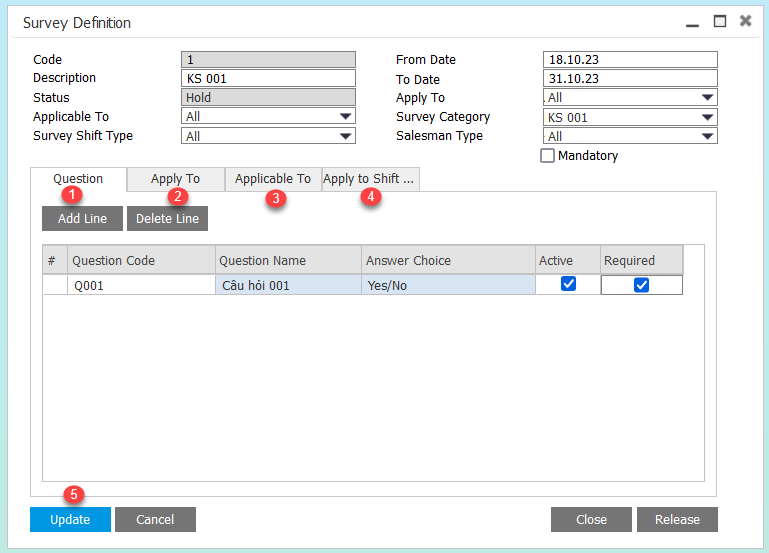 Survey Definition
Code 1 From Date 18.10.23
Description KS 001 To Date 31.10.23
Status Hold Apply To All
Applicable To All Survey Category KS 001
Survey Shift Type All Salesman Type All
Mandatory
Question Apply To Applicable To Apply to Shift ...
1 2 3 4
Add Line Delete Line
# Question Code Question Name Answer Choice Active Required
Q001 Câu hỏi 001 Yes/No
5
Update Cancel Close Release